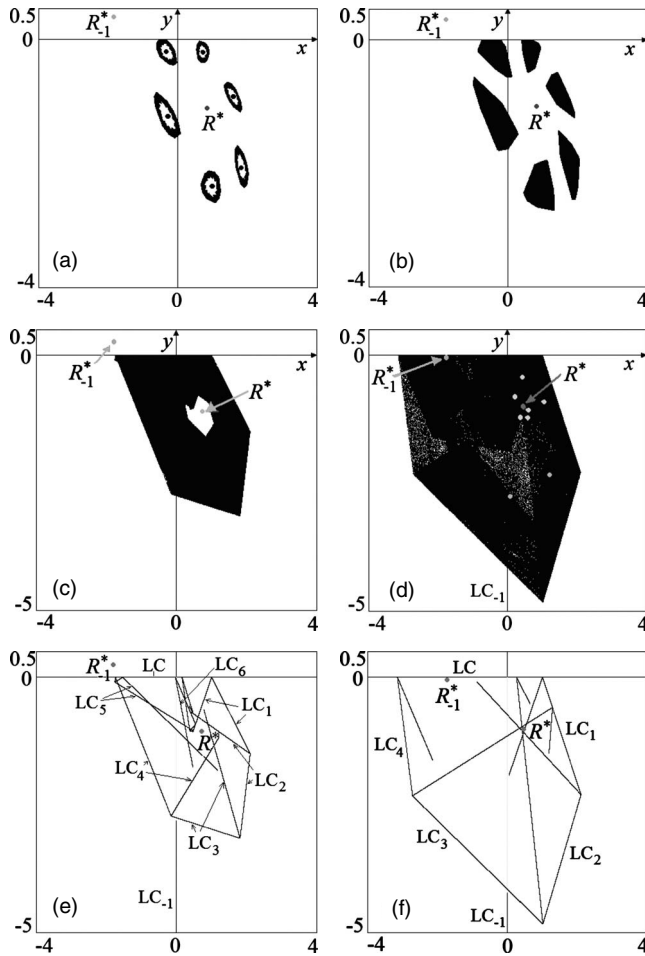 0.5
R*-1
y
0
x
R*
(a)
-4
-4
0
4
0.5
R*-1
y
0
x
R*
(b)
-4
-4
0
4
0.5
y
0
x
R*-1
R*
(c)
-5
-4
0
4
0.5
y
0
x
R*-1
R*
(d)
LC-1
-5
-4
0
4
0.5
R*-1
LC
LC6
0
LC5
LC1
R*
LC4
LC2
LC3
(e)
LC-1
-5
-4
0
4
0.5
LC
0
R*-1
R*
LC1
LC4
LC3
LC2
(f)
LC-1
-5
-4
0
4